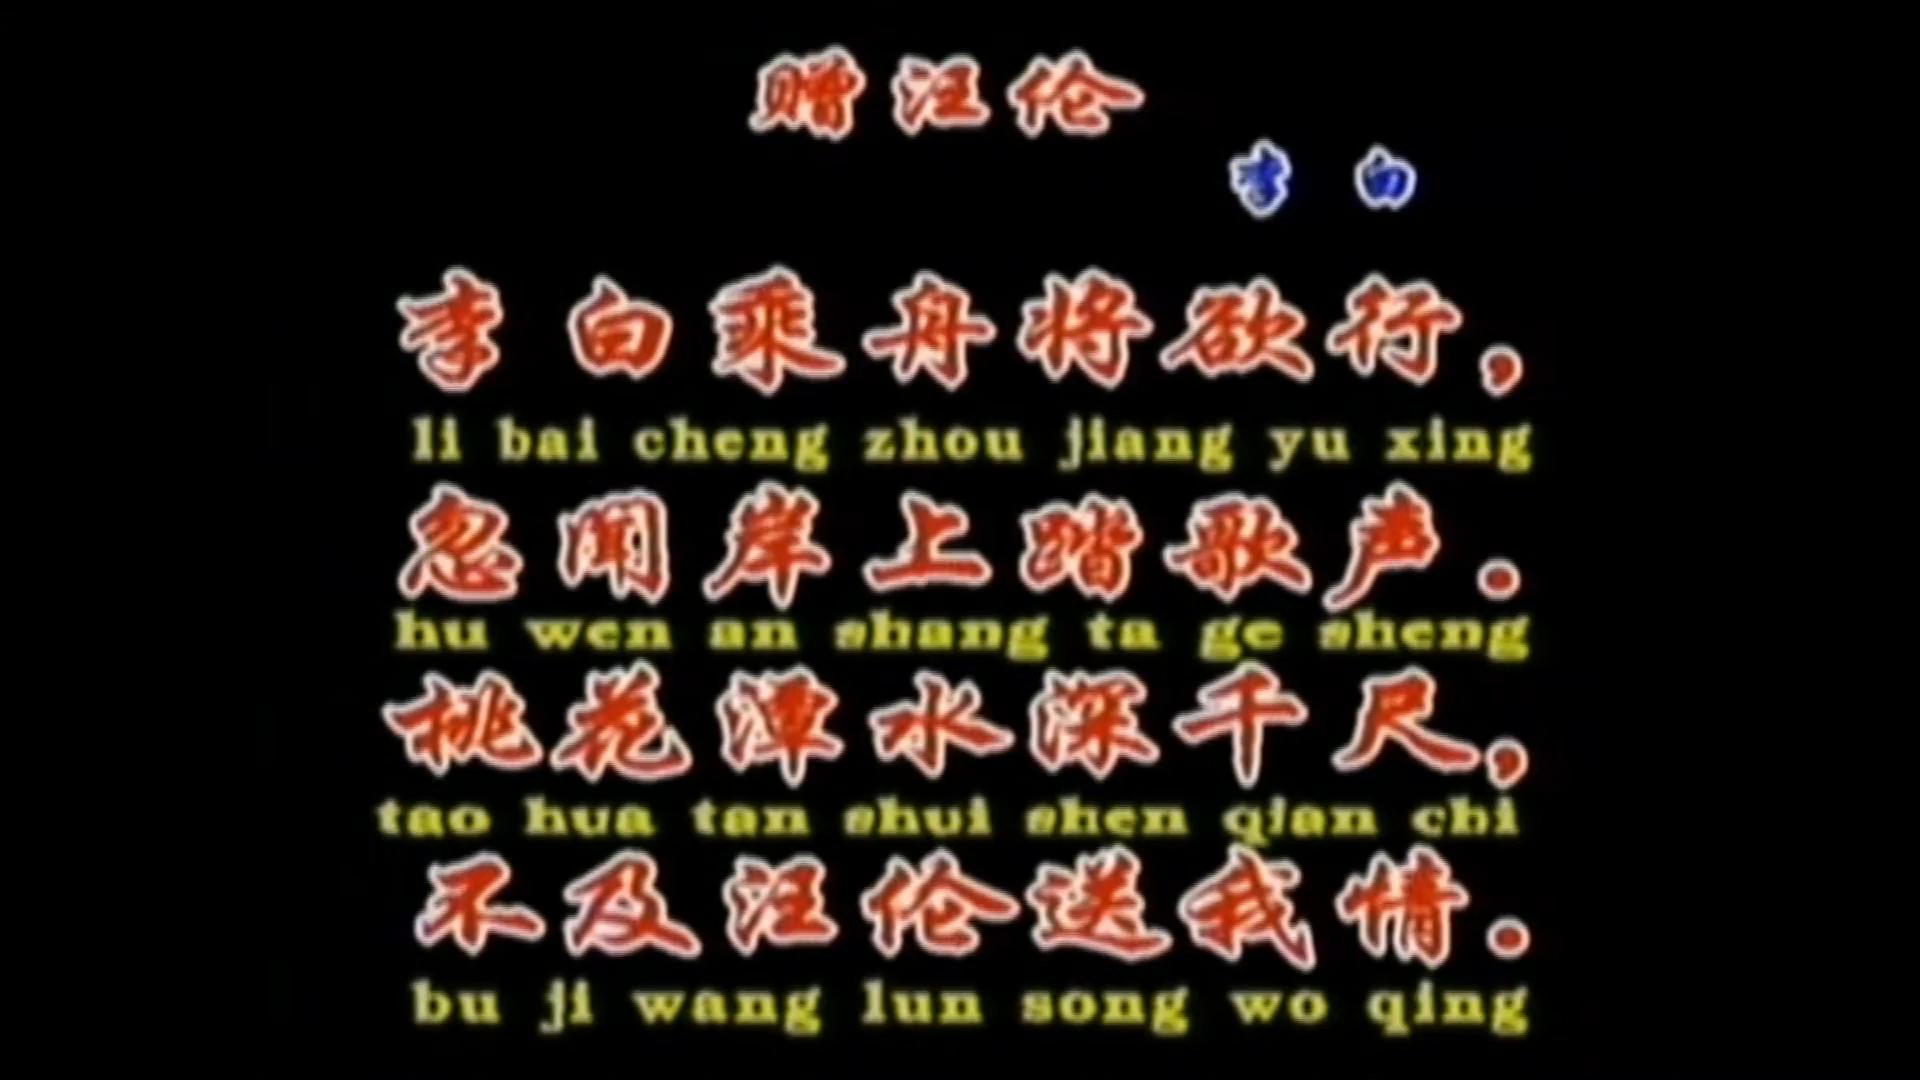 赠汪伦
李白
李白乘舟将欲行,
li bai cheng zhou jiang yu xing
忽闻岸上踏歌声.
hu wen an shang ta ge sheng
桃花潭水深千尺,
tao hua tan shui shen qian chi
不及汪伦送我情.
bu ji wang lun song wo qing